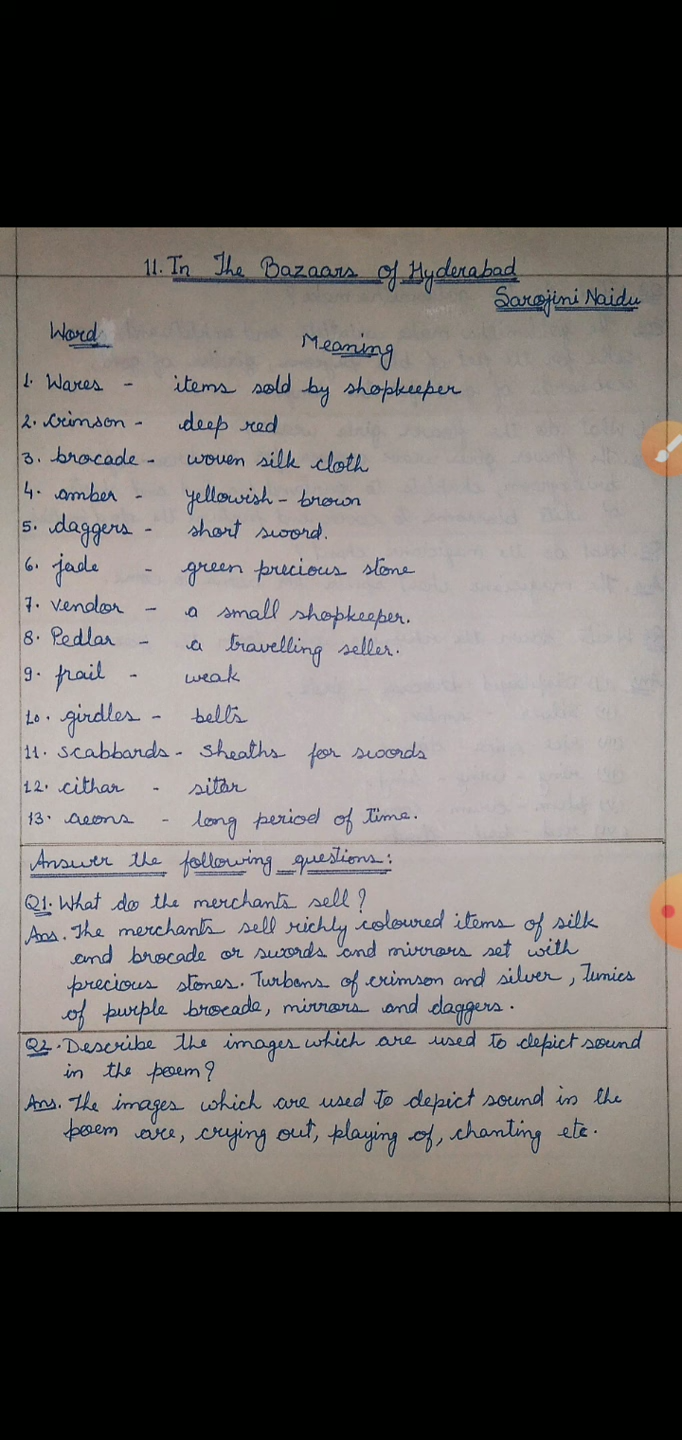 11. In The Bazaars of Hyderabad
Sarojini Naidu
Word Meaning
1. Wares - items sold by shopkeeper
2. crimson - deep red
3. brocade - woven silk cloth
4. amber - yellowish-brown
5. daggers - short sword.
6. jade - green precious stone
7. vendor - a small shopkeeper.
8. Pedlar - a travelling seller.
9. frail - weak
10. girdles - belts
11. scabbards - sheaths for swords
12. cithar - sitar
13. aeons - long period of time.
Answer the following questions:
Q1. What do the merchants sell?
Ans. The merchants sell richly coloured items of silk
and brocade or swords and mirrors set with
precious stones. Turbans of crimson and silver, Tunics
of purple brocade, mirrors and daggers.
Q2. Describe the images which are used to depict sound
in the poem?
Ans. The images which are used to depict sound in the
poem are, crying out, playing of, chanting etc.